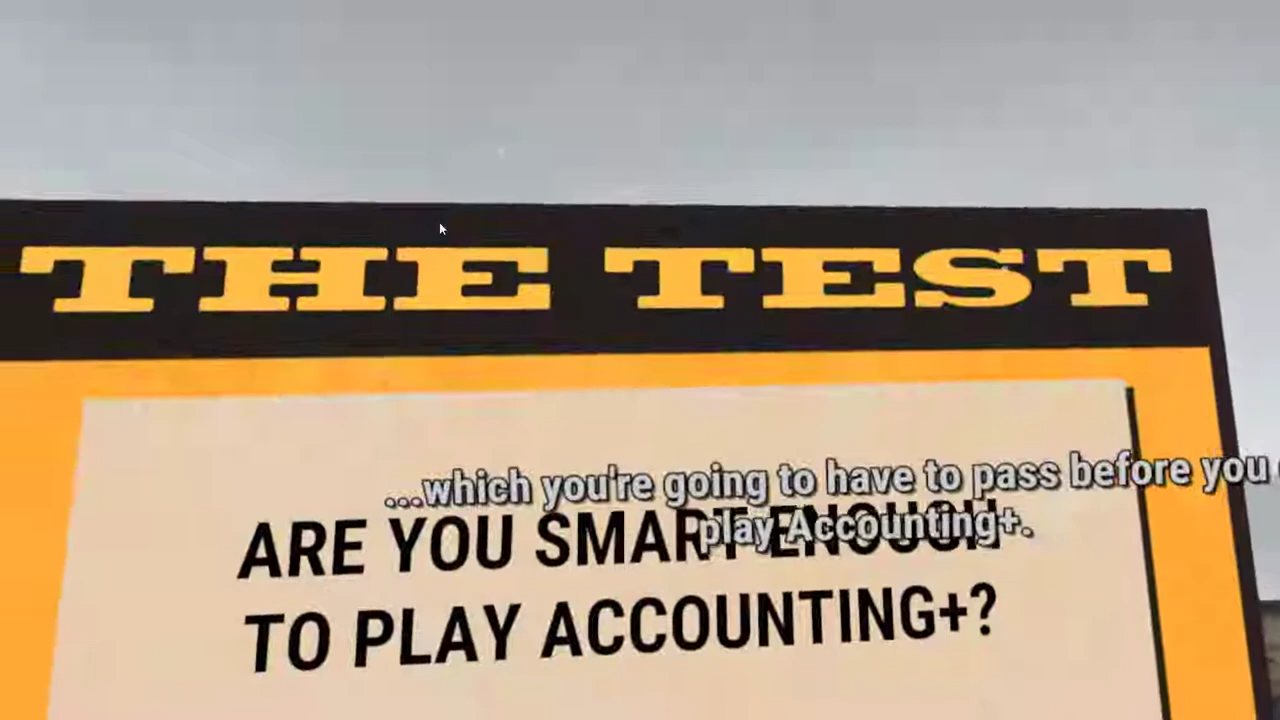 THE TEST
...which you're going to have to pass before you
play Accounting+.
ARE YOU SMART ENOUGH
TO PLAY ACCOUNTING+?